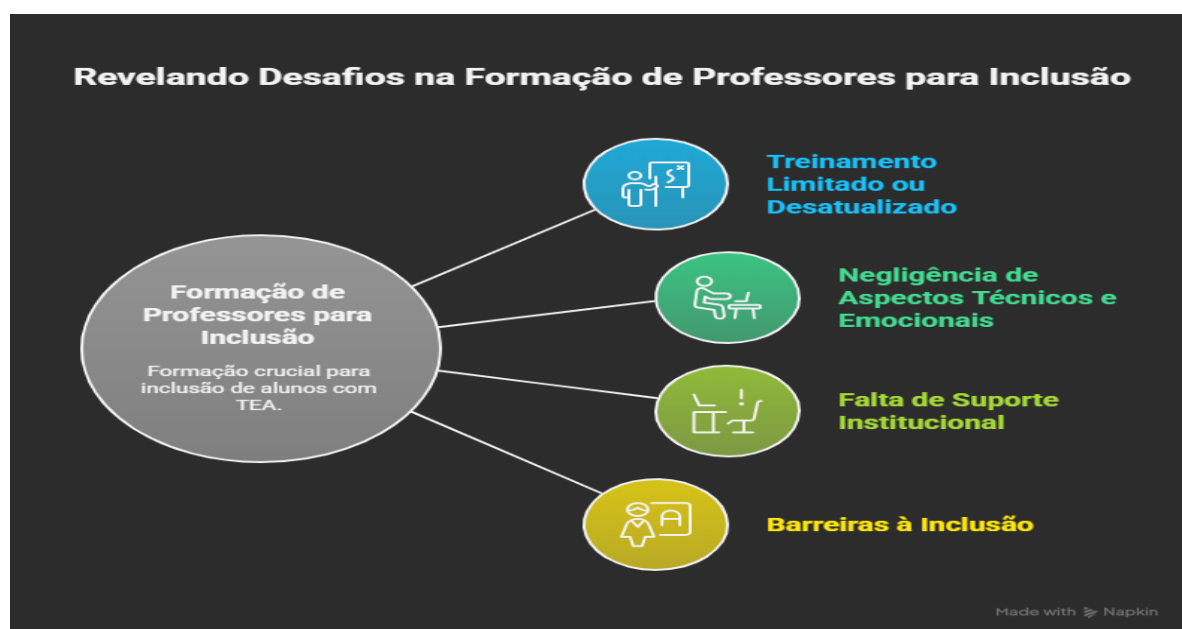 Revelando Desafios na Formação de Professores para Inclusão
Treinamento
Limitado ou
Desatualizado
Negligência de
Aspectos Técnicos e
Emocionais
Formação de
Professores para
Inclusão
Formação crucial para
inclusão de alunos com
TEA.
Falta de Suporte
Institucional
Barreiras à Inclusão
Made with Napkin